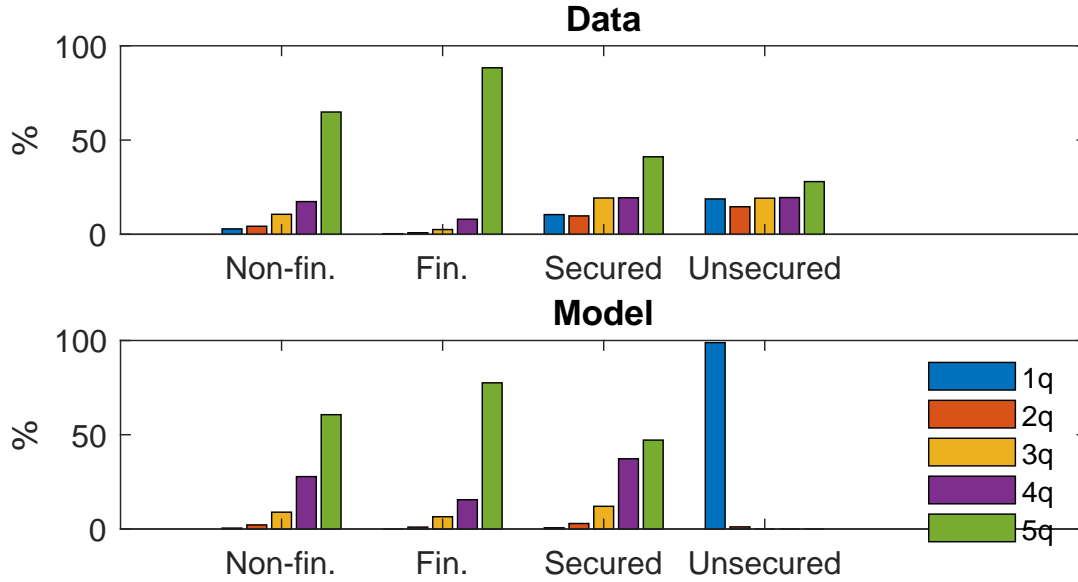 Data
100
50
0
%
Non-fin.
Fin.
Secured
Unsecured
Model
100
50
0
%
Non-fin.
Fin.
Secured
Unsecured
1q
2q
3q
4q
5q